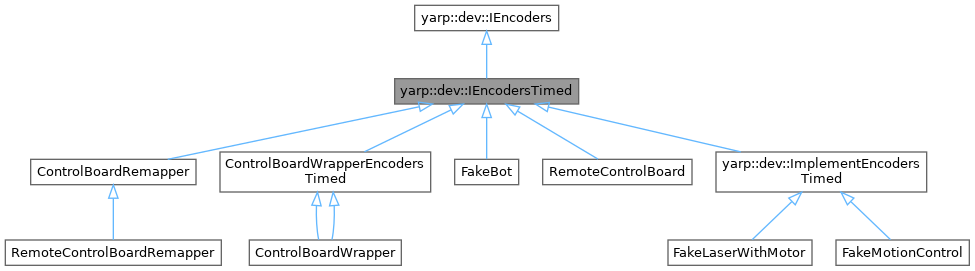 yarp::dev::IEncoders
yarp::dev::IEncodersTimed
ControlBoardRemapper
ControlBoardWrapperEncoders
Timed
FakeBot
RemoteControlBoard
yarp::dev::ImplementEncoders
Timed
RemoteControlBoardRemapper
ControlBoardWrapper
FakeLaserWithMotor
FakeMotionControl